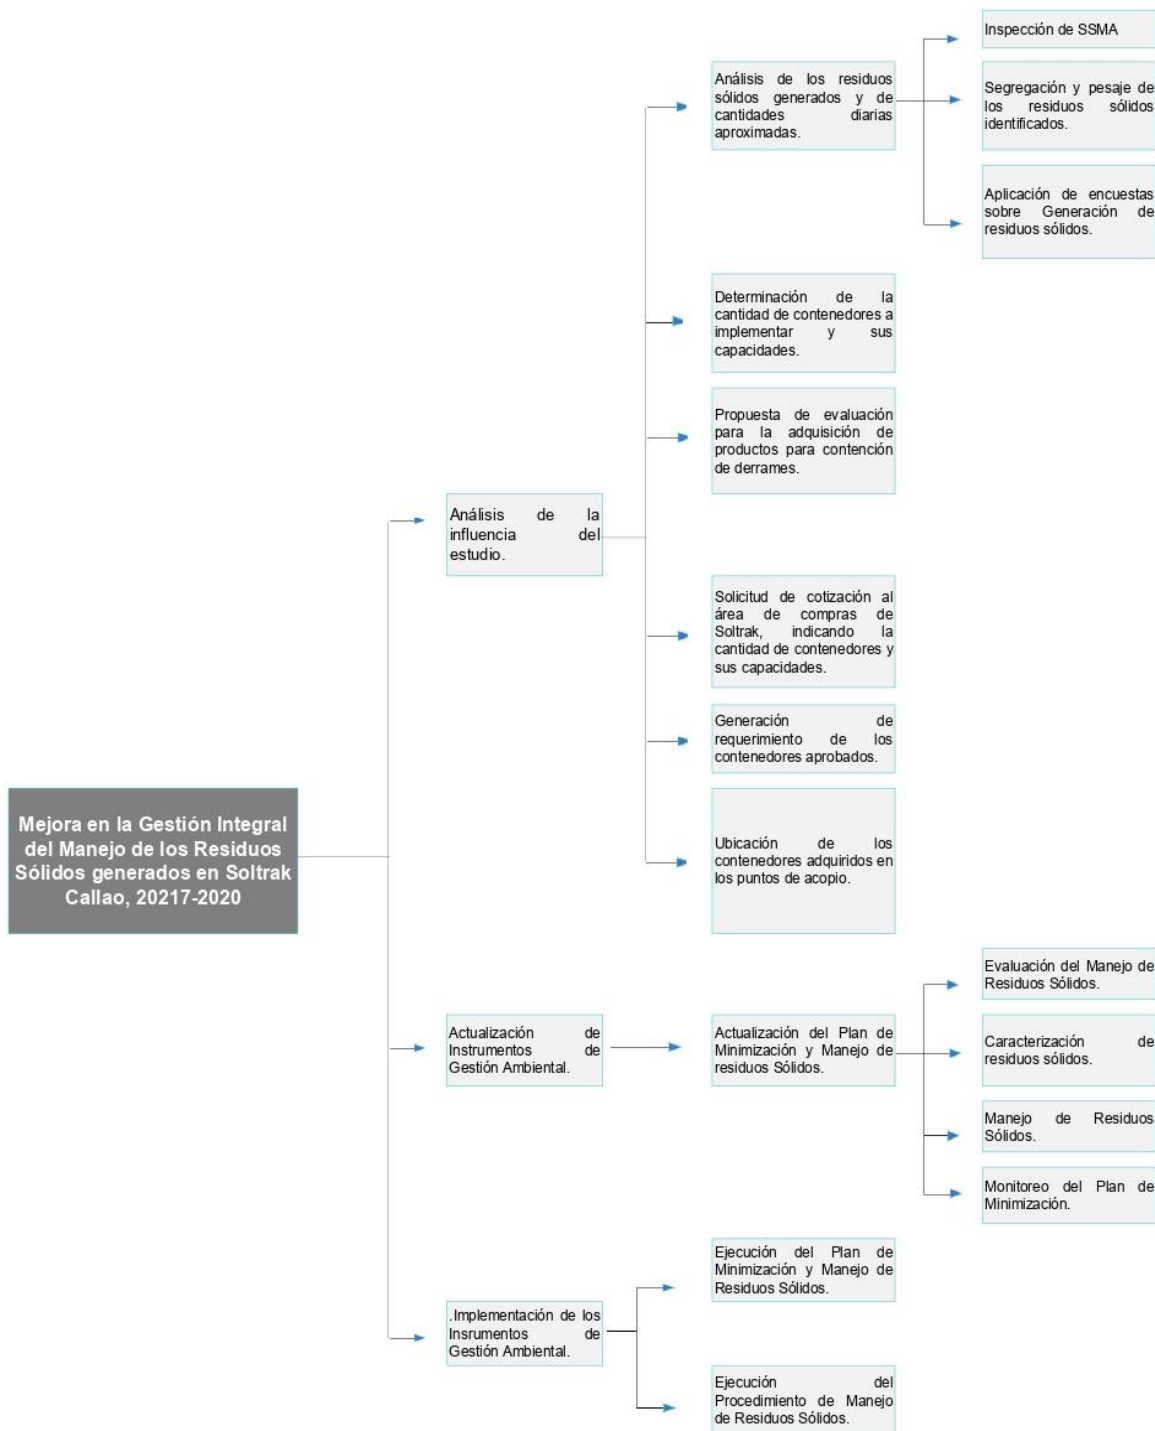 Mejora en la Gestión Integral
del Manejo de los Residuos
Sólidos generados en Soltrak
Callao, 20217-2020
Análisis de la
influencia del
estudio.
Análisis de los residuos
sólidos generados y de
cantidades diarias
aproximadas.
Inspección de SSMA
Segregación y pesaje de
los residuos sólidos
identificados.
Aplicación de encuestas
sobre Generación de
residuos sólidos.
Determinación de la
cantidad de contenedores a
implementar y sus
capacidades.
Propuesta de evaluación
para la adquisición de
productos para contención
de derrames.
Solicitud de cotización al
área de compras de
Soltrak, indicando la
cantidad de contenedores y
sus capacidades.
Generación de
requerimiento de los
contenedores aprobados.
Ubicación de los
contenedores adquiridos en
los puntos de acopio.
Actualización de
Instrumentos de
Gestión Ambiental.
Actualización del Plan de
Minimización y Manejo de
residuos Sólidos.
Evaluación del Manejo de
Residuos Sólidos.
Caracterización de
residuos sólidos.
Manejo de Residuos
Sólidos.
Monitoreo del Plan de
Minimización.
.Implementación de los
Insrumentos de
Gestión Ambiental.
Ejecución del Plan de
Minimización y Manejo de
Residuos Sólidos.
Ejecución del
Procedimiento de Manejo
de Residuos Sólidos.